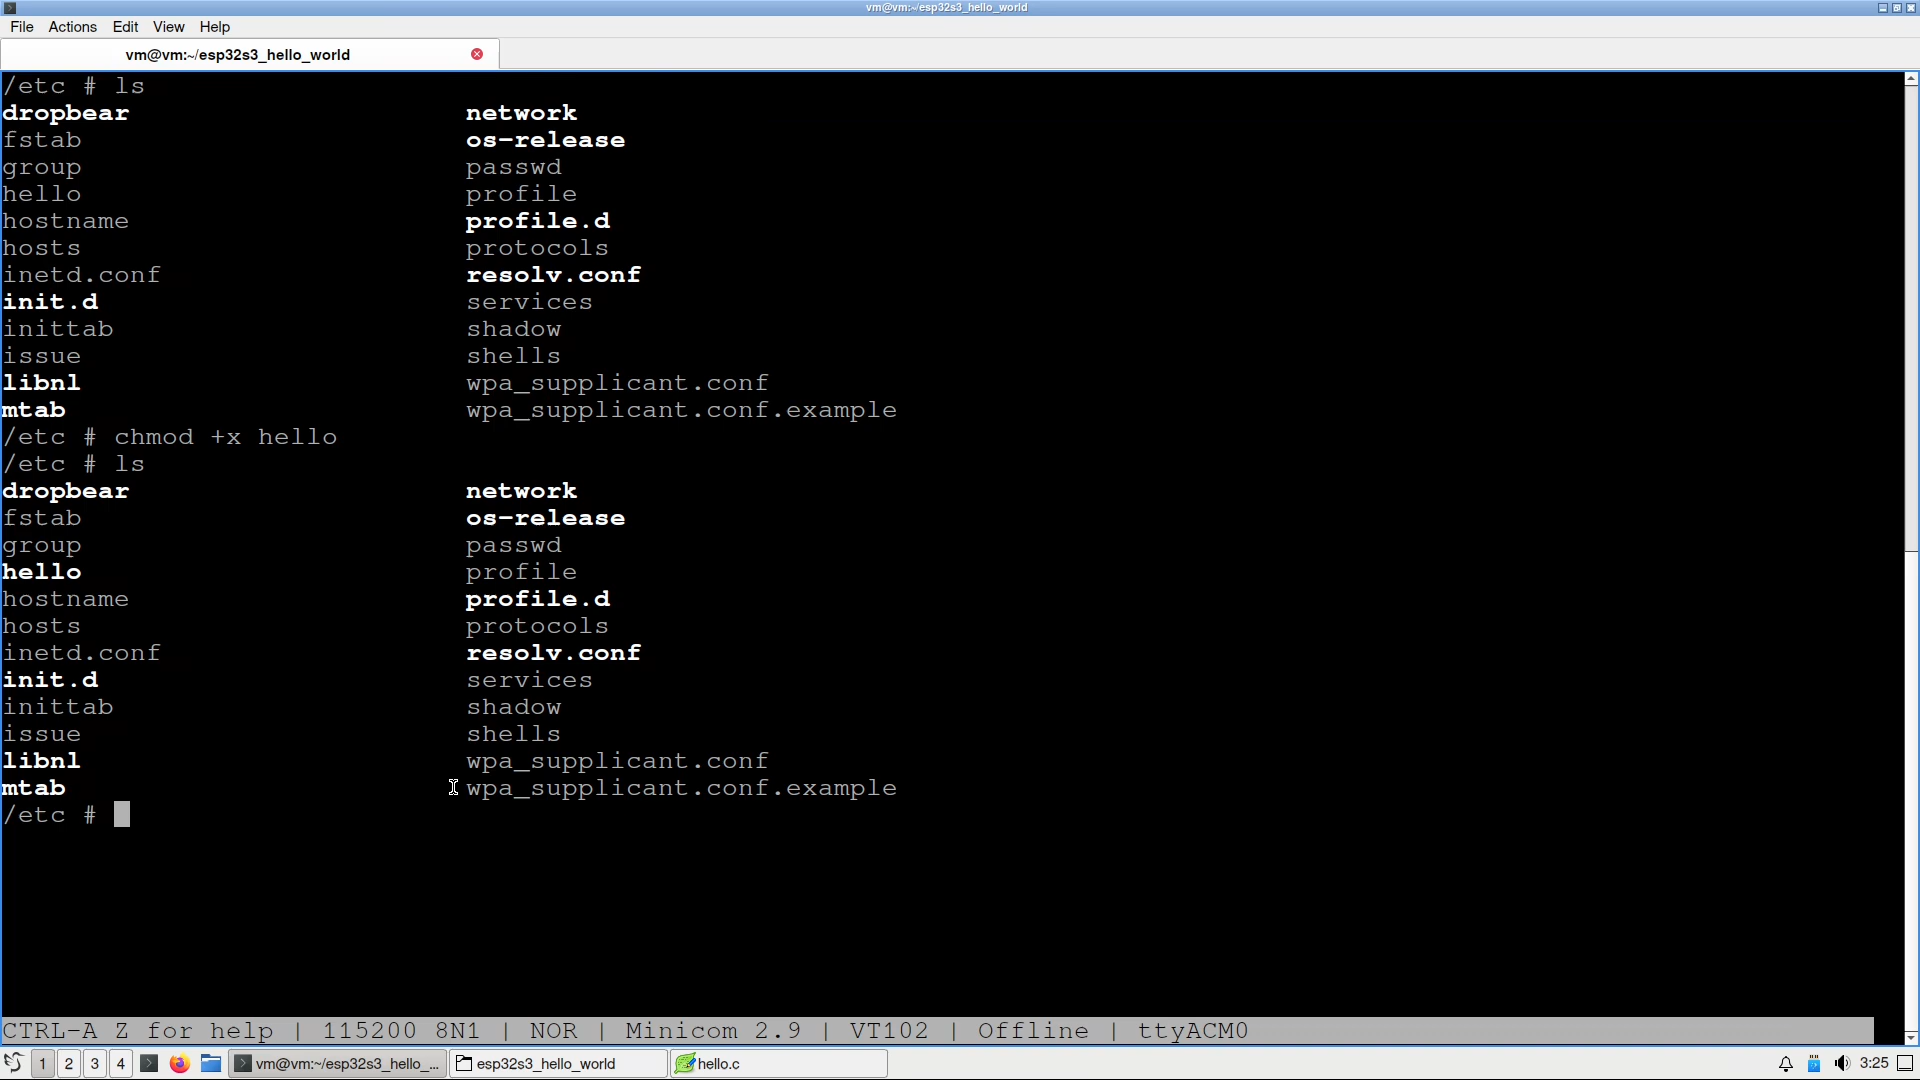 vm@vm:~/esp32s3_hello_world
File Actions Edit View Help
vm@vm:~/esp32s3_hello_world
/etc # ls
dropbear network
fstab os-release
group passwd
hello profile
hostname profile.d
hosts protocols
inetd.conf resolv.conf
init.d services
inittab shadow
issue shells
libnl wpa_supplicant.conf
mtab wpa_supplicant.conf.example
/etc # chmod +x hello
/etc # ls
dropbear network
fstab os-release
group passwd
hello profile
hostname profile.d
hosts protocols
inetd.conf resolv.conf
init.d services
inittab shadow
issue shells
libnl wpa_supplicant.conf
mtab wpa_supplicant.conf.example
/etc #
CTRL-A Z for help | 115200 8N1 | NOR | Minicom 2.9 | VT102 | Offline | ttyACM0
1 2 3 4 vm@vm:~/esp32s3_hello_... esp32s3_hello_world hello.c 3:25